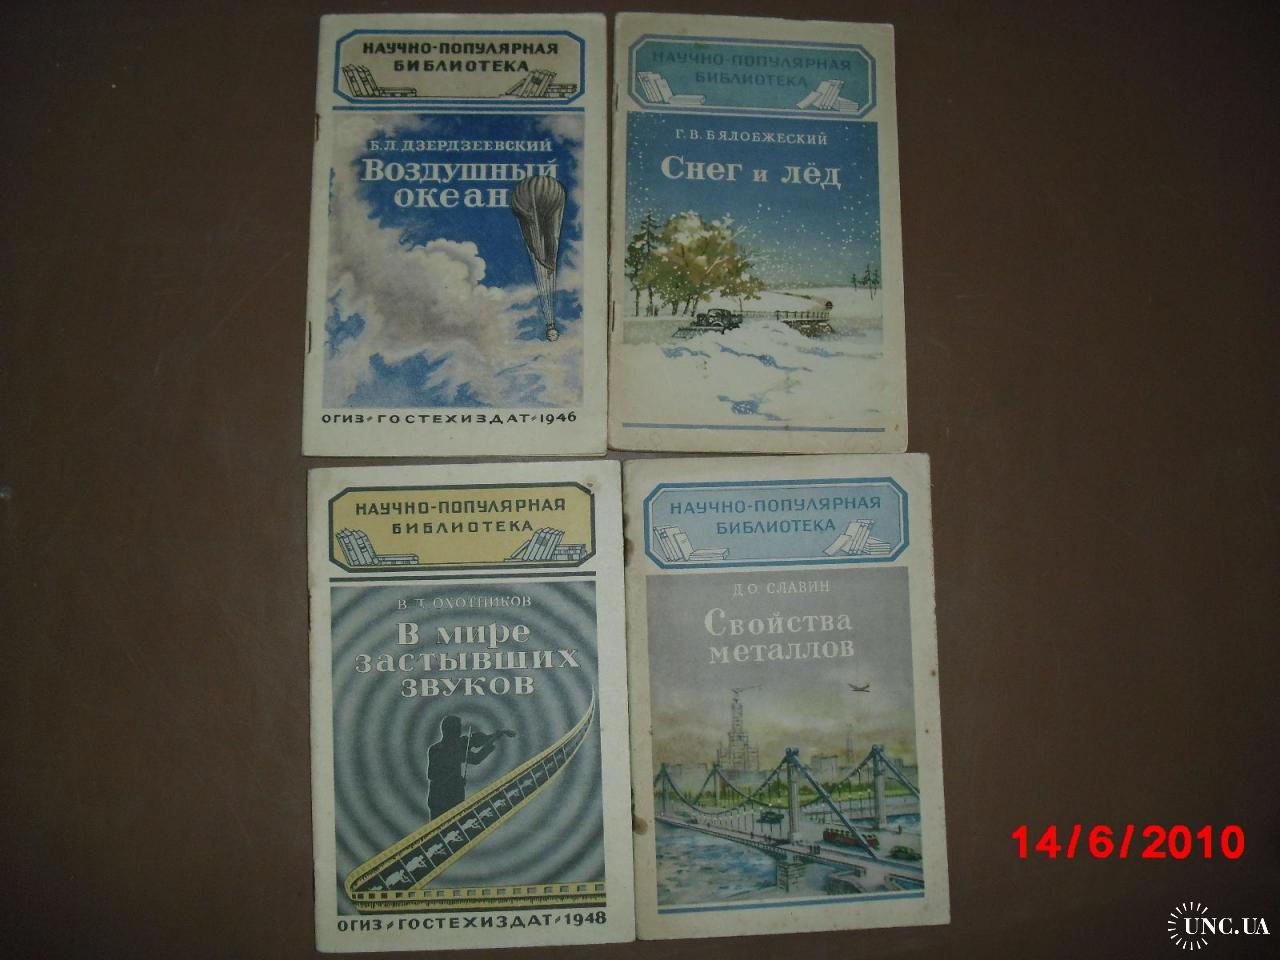 НАУЧНО-ПОПУЛЯРНАЯ
БИБЛИОТЕКА
Б.Л. ДЗЕРДЗЕЕВСКИЙ
Воздушный
океан
ОГИЗ-ГОСТЕХИЗДАТ-1946
НАУЧНО-ПОПУЛЯРНАЯ
БИБЛИОТЕКА
Г. В. БЯЛОБЖЕСКИЙ
Снег и лёд
НАУЧНО-ПОПУЛЯРНАЯ
БИБЛИОТЕКА
В. Д. ОХОТНИКОВ
В мире
застывших
звуков
ОГИЗ-ГОСТЕХИЗДАТ-1948
НАУЧНО-ПОПУЛЯРНАЯ
БИБЛИОТЕКА
Д. О. СЛАВИН
Свойства
металлов
14/6/2010
UNC.UA